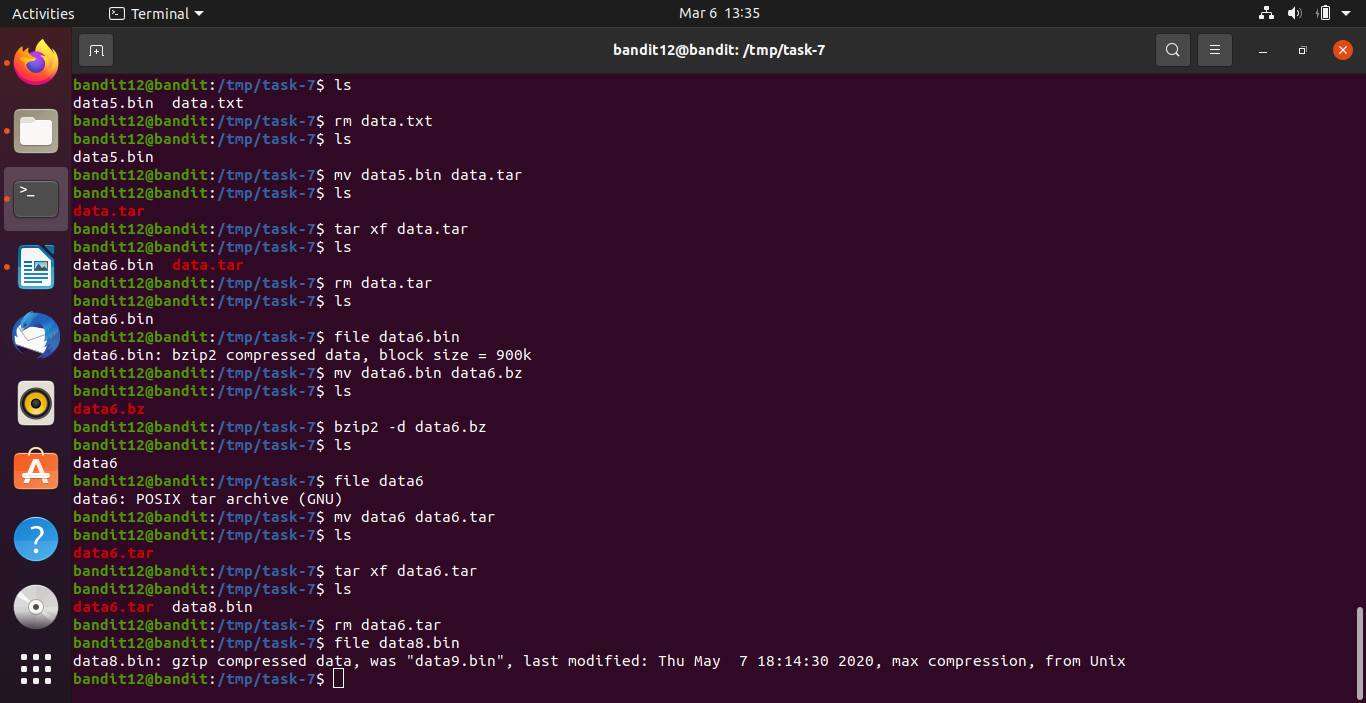 Activities Terminal Mar 6 13:35
bandit12@bandit: /tmp/task-7
bandit12@bandit:/tmp/task-7$ ls
data5.bin  data.txt
bandit12@bandit:/tmp/task-7$ rm data.txt
bandit12@bandit:/tmp/task-7$ ls
data5.bin
bandit12@bandit:/tmp/task-7$ mv data5.bin data.tar
bandit12@bandit:/tmp/task-7$ ls
data.tar
bandit12@bandit:/tmp/task-7$ tar xf data.tar
bandit12@bandit:/tmp/task-7$ ls
data6.bin  data.tar
bandit12@bandit:/tmp/task-7$ rm data.tar
bandit12@bandit:/tmp/task-7$ ls
data6.bin
bandit12@bandit:/tmp/task-7$ file data6.bin
data6.bin: bzip2 compressed data, block size = 900k
bandit12@bandit:/tmp/task-7$ mv data6.bin data6.bz
bandit12@bandit:/tmp/task-7$ ls
data6.bz
bandit12@bandit:/tmp/task-7$ bzip2 -d data6.bz
bandit12@bandit:/tmp/task-7$ ls
data6
bandit12@bandit:/tmp/task-7$ file data6
data6: POSIX tar archive (GNU)
bandit12@bandit:/tmp/task-7$ mv data6 data6.tar
bandit12@bandit:/tmp/task-7$ ls
data6.tar
bandit12@bandit:/tmp/task-7$ tar xf data6.tar
bandit12@bandit:/tmp/task-7$ ls
data6.tar  data8.bin
bandit12@bandit:/tmp/task-7$ rm data6.tar
bandit12@bandit:/tmp/task-7$ file data8.bin
data8.bin: gzip compressed data, was "data9.bin", last modified: Thu May  7 18:14:30 2020, max compression, from Unix
bandit12@bandit:/tmp/task-7$